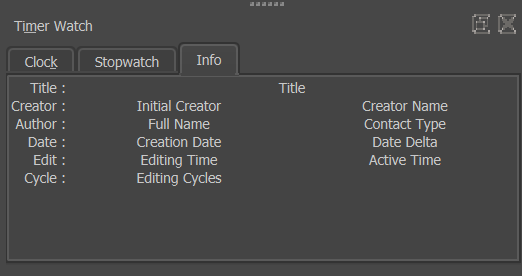 Timer Watch
Clock Stopwatch Info
Title : Title
Creator : Initial Creator Creator Name
Author : Full Name Contact Type
Date : Creation Date Date Delta
Edit : Editing Time Active Time
Cycle : Editing Cycles